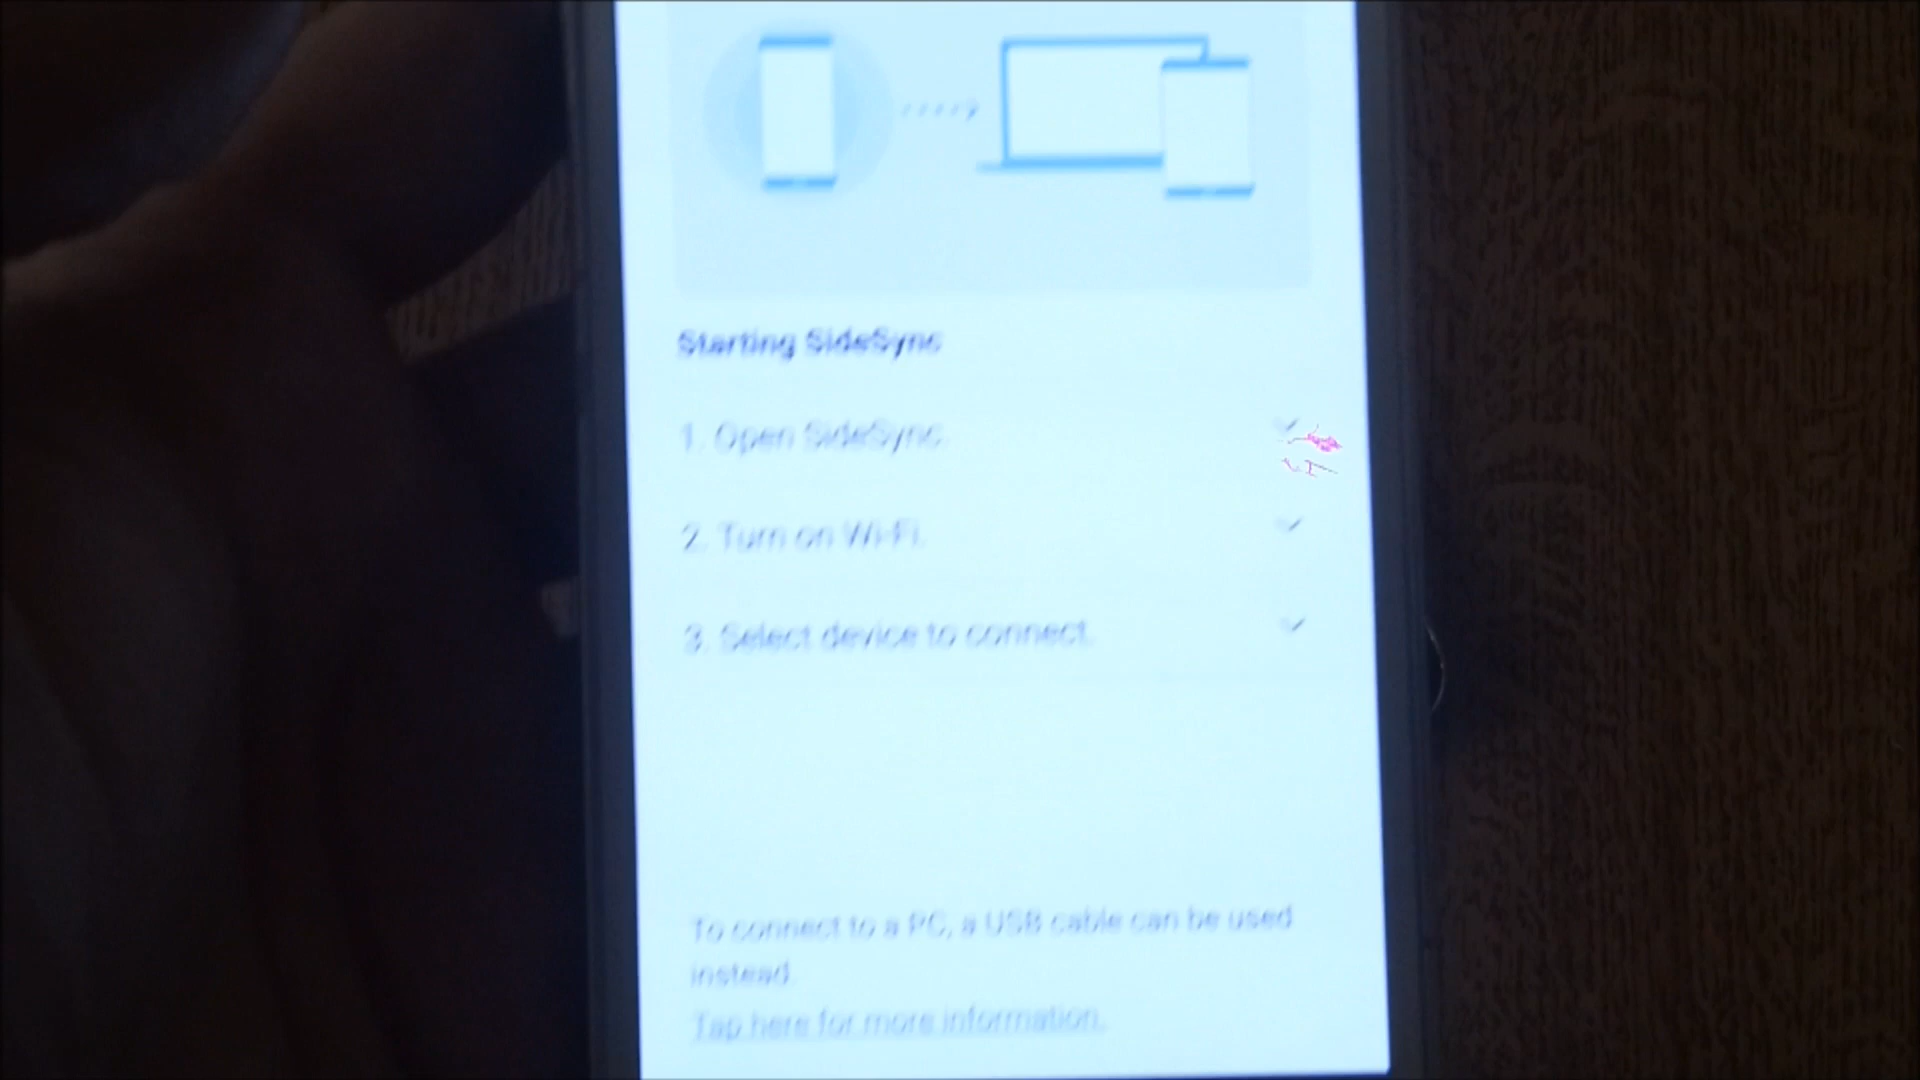 Starting SideSync
1. Open SideSync.
2. Turn on Wi-Fi.
3. Select device to connect.
To connect to a PC, a USB cable can be used
instead.
Tap here for more information.